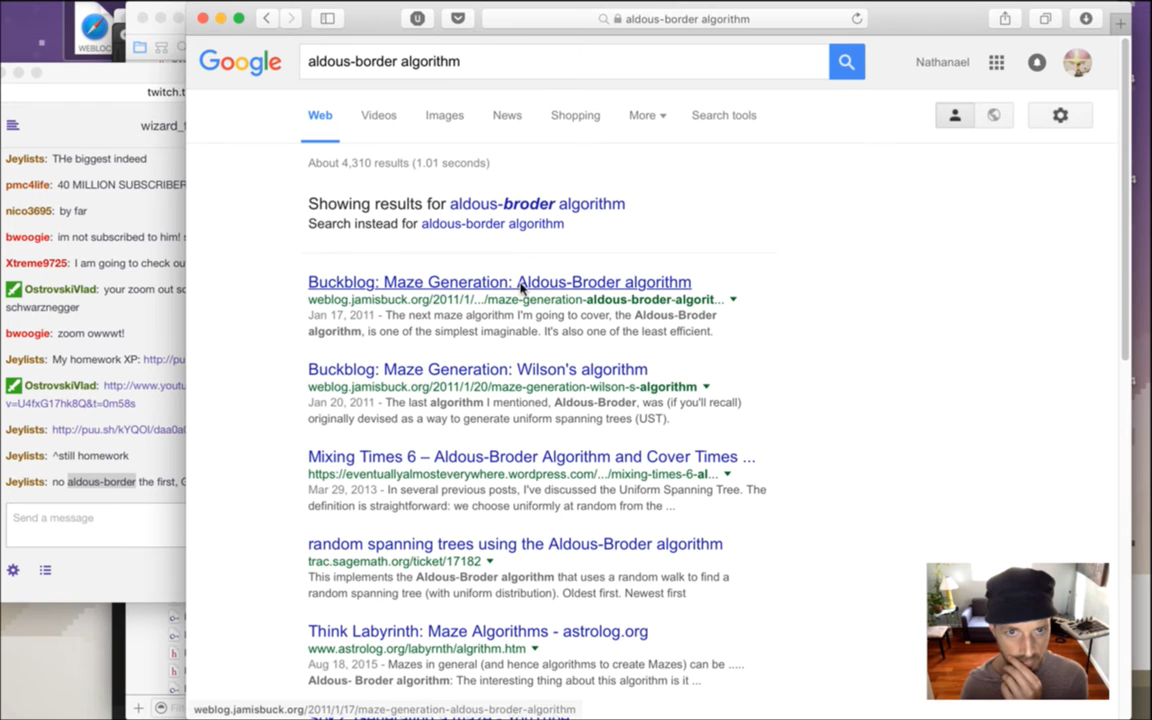 WEBLOC
aldous-border algorithm
twitch.t
wizard_
Jeylists: THe biggest indeed
pmc4life: 40 MILLION SUBSCRIBER
nico3695: by far
bwoogie: im not subscribed to him!
Xtreme9725: I am going to check ou
OstrovskiVlad: your zoom out so
schwarznegger
bwoogie: zoom owwwt!
Jeylists: My homework XP: http://pu
OstrovskiVlad: http://www.youtu
v=U4fxG17hk8Q&t=0m58s
Jeylists: http://puu.sh/kYQOl/daa0al
Jeylists: ^still homework
Jeylists: no aldous-border the first, G
Send a message
Google
aldous-border algorithm
Nathanael
Web Videos Images News Shopping More Search tools
About 4,310 results (1.01 seconds)
Showing results for aldous-broder algorithm
Search instead for aldous-border algorithm
Buckblog: Maze Generation: Aldous-Broder algorithm
weblog.jamisbuck.org/2011/1/.../maze-generation-aldous-broder-algorit...
Jan 17, 2011 - The next maze algorithm I'm going to cover, the Aldous-Broder
algorithm, is one of the simplest imaginable. It's also one of the least efficient.
Buckblog: Maze Generation: Wilson's algorithm
weblog.jamisbuck.org/2011/1/20/maze-generation-wilson-s-algorithm
Jan 20, 2011 - The last algorithm I mentioned, Aldous-Broder, was (if you'll recall)
originally devised as a way to generate uniform spanning trees (UST).
Mixing Times 6 – Aldous-Broder Algorithm and Cover Times ...
https://eventuallyalmosteverywhere.wordpress.com/.../mixing-times-6-al...
Mar 29, 2013 - In several previous posts, I've discussed the Uniform Spanning Tree. The
definition is straightforward: we choose uniformly at random from the ...
random spanning trees using the Aldous-Broder algorithm
trac.sagemath.org/ticket/17182
This implements the Aldous-Broder algorithm that uses a random walk to find a
random spanning tree (with uniform distribution). Oldest first. Newest first
Think Labyrinth: Maze Algorithms - astrolog.org
www.astrolog.org/labyrnth/algrithm.htm
Aug 18, 2015 - Mazes in general (and hence algorithms to create Mazes) can be .....
Aldous- Broder algorithm: The interesting thing about this algorithm is it ...
weblog.jamisbuck.org/2011/1/17/maze-generation-aldous-broder-algorithm